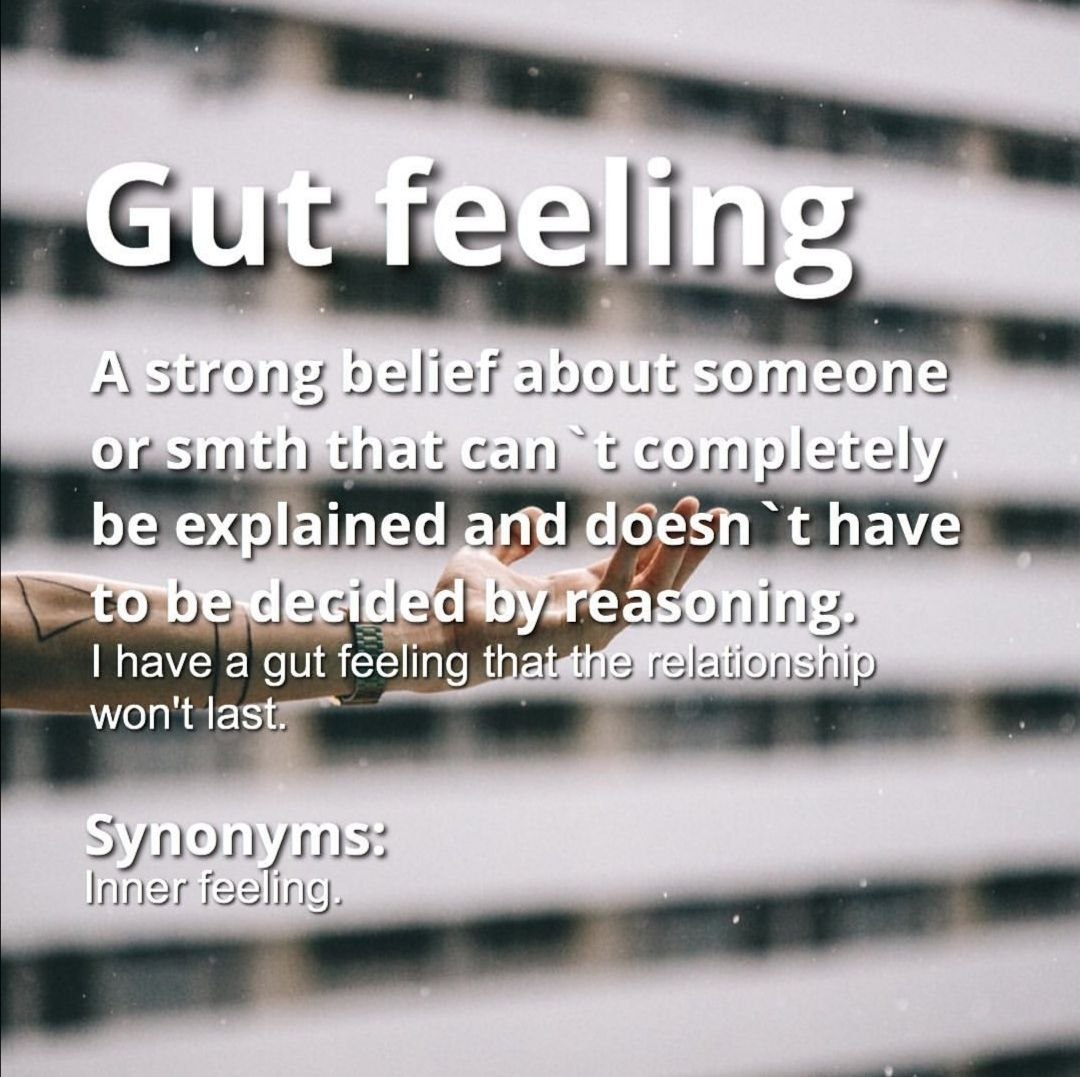 Gut feeling
A strong belief about someone
or smth that can`t completely
be explained and doesn`t have
to be decided by reasoning.
I have a gut feeling that the relationship
won't last.
Synonyms:
Inner feeling.